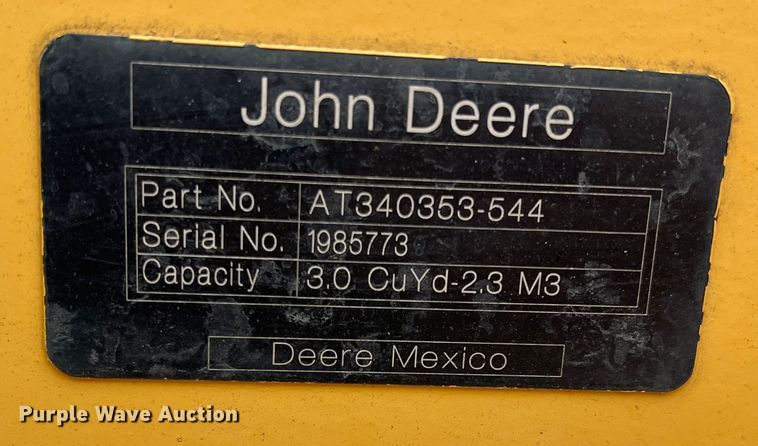 John Deere
Part No. AT340353-544
Serial No. 1985773
Capacity 3.0 CuYd-2.3 M3
Deere Mexico
Purple Wave Auction